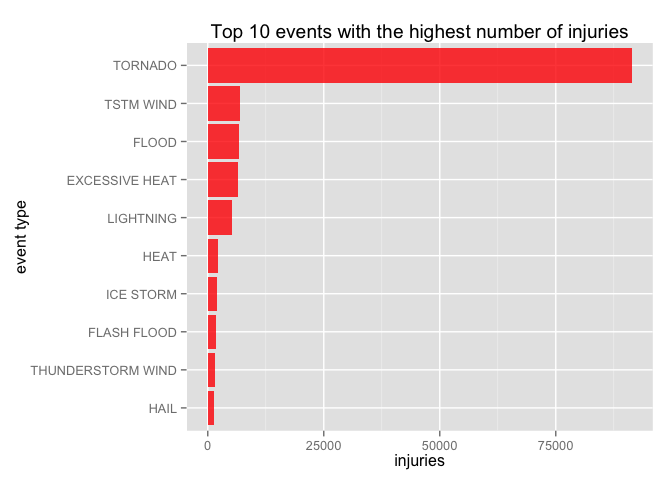 Top 10 events with the highest number of injuries
TORNADO
TSTM WIND
FLOOD
EXCESSIVE HEAT
LIGHTNING
HEAT
ICE STORM
FLASH FLOOD
THUNDERSTORM WIND
HAIL
event type
0 25000 50000 75000
injuries